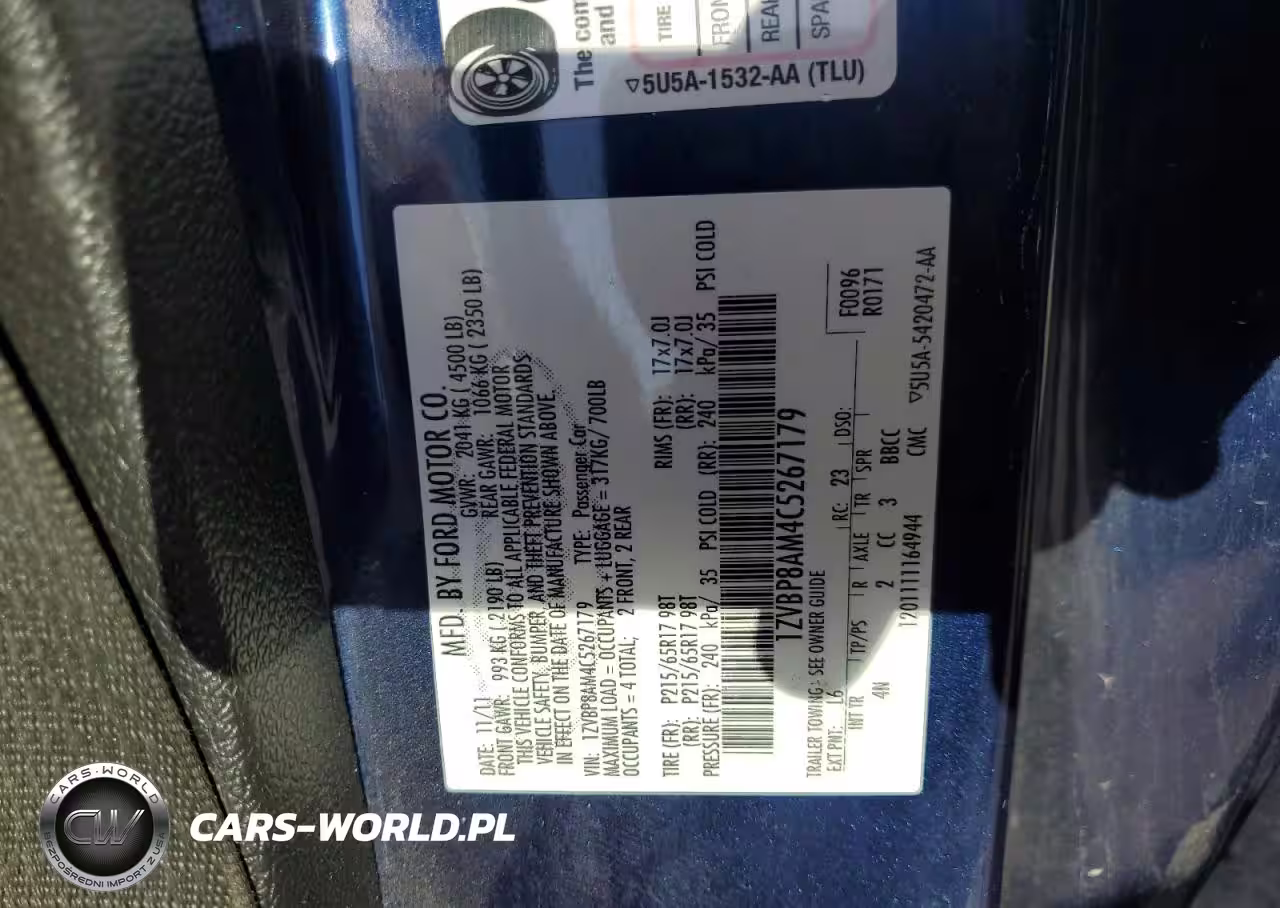 The com
and
TIRE
FRON
REAR
SPA
▽5U5A-1532-AA (TLU)
MFD. BY FORD MOTOR CO.
DATE: 11/11 GVWR: 2041 KG ( 4500 LB)
FRONT GAWR: 993 KG ( 2190 LB) REAR GAWR: 1066 KG ( 2350 LB)
THIS VEHICLE CONFORMS TO ALL APPLICABLE FEDERAL MOTOR
VEHICLE SAFETY, BUMPER, AND THEFT PREVENTION STANDARDS
IN EFFECT ON THE DATE OF MANUFACTURE SHOWN ABOVE.
VIN: 1ZVBP8AM4C5267179 TYPE: Passenger Car
MAXIMUM LOAD = OCCUPANTS + LUGGAGE = 317KG/ 700LB
OCCUPANTS = 4 TOTAL; 2 FRONT, 2 REAR
TIRE (FR): P215/65R17 98T RIMS (FR): 17x7.0J
(RR): P215/65R17 98T (RR): 17x7.0J
PRESSURE (FR): 240 kPa/ 35 PSI COLD (RR): 240 kPa/ 35 PSI COLD
1ZVBP8AM4C5267179
TRAILER TOWING: SEE OWNER GUIDE
F0096
R0171
EXT PNT: L6 RC: 23 DSO:
INT TR TP/PS R AXLE TR SPR
4N 2 CC 3 BBCC
12011111164944 CMC ▽5U5A-5420472-AA
CARS-WORLD
CW
BEZPOŚREDNI IMPORT Z USA
CARS-WORLD.PL